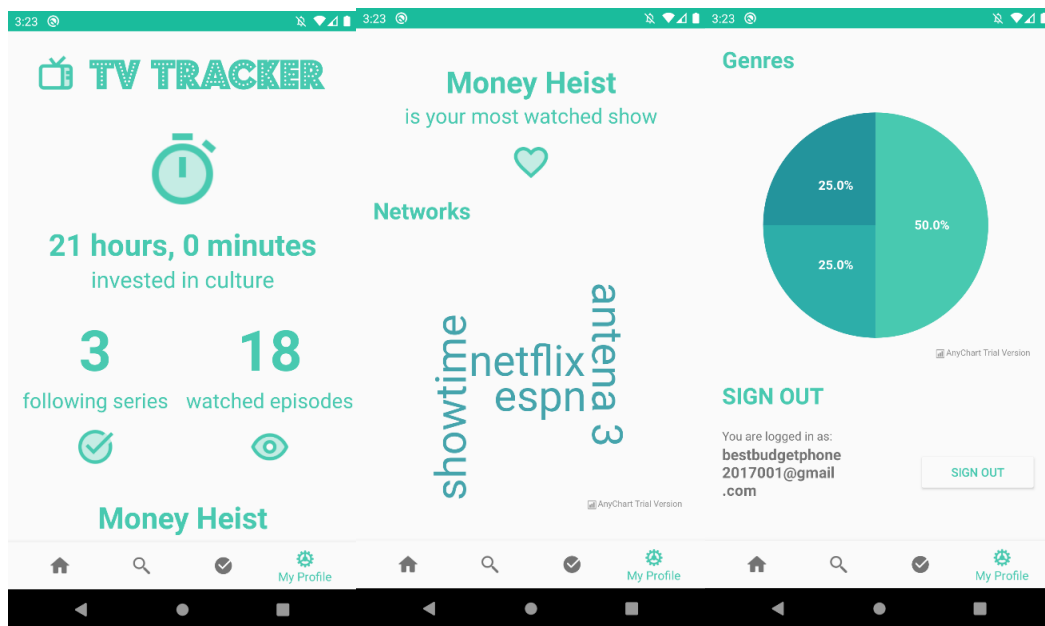 3:23
TV TRACKER
21 hours, 0 minutes
invested in culture
3
18
following series
watched episodes
Money Heist
My Profile
3:23
Money Heist
is your most watched show
Networks
showtime
netflix
espn
antena 3
AnyChart Trial Version
My Profile
3:23
Genres
25.0%
50.0%
25.0%
AnyChart Trial Version
SIGN OUT
You are logged in as:
bestbudgetphone
2017001@gmail
.com
SIGN OUT
My Profile